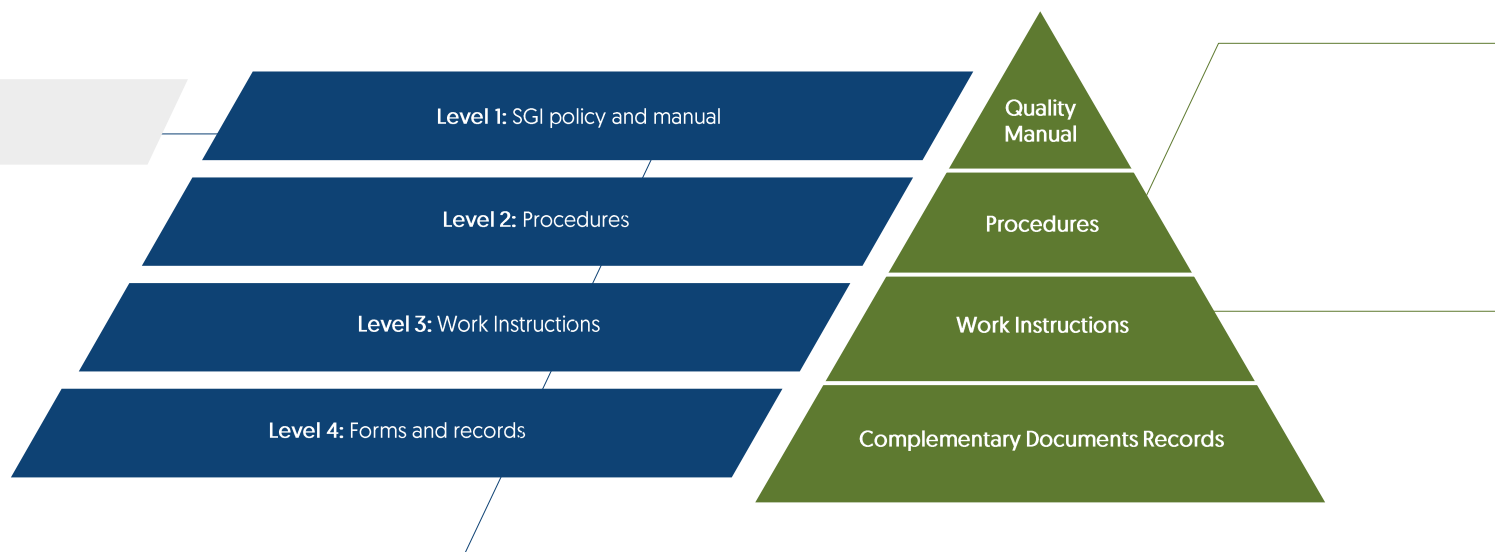 Level 1: SGI policy and manual
Level 2: Procedures
Level 3: Work Instructions
Level 4: Forms and records
Quality
Manual
Procedures
Work Instructions
Complementary Documents Records